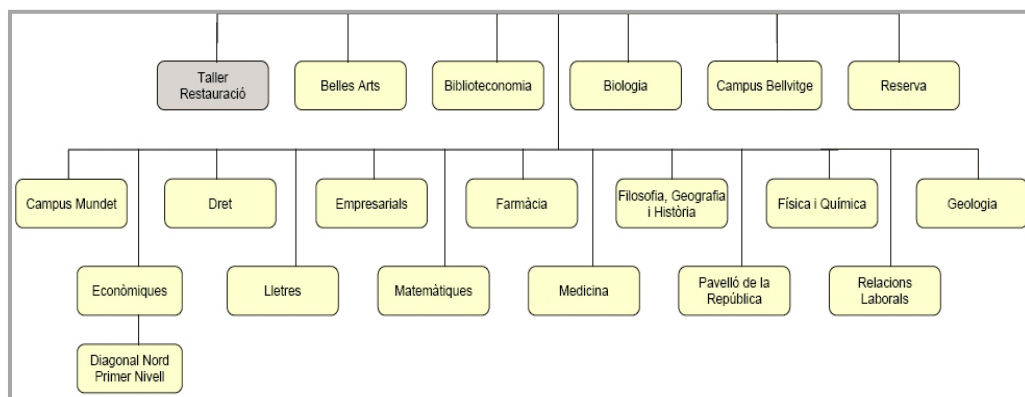 Taller
Restauració
Belles Arts
Biblioteconomia
Biologia
Campus Bellvitge
Reserva
Campus Mundet
Dret
Empresarials
Farmàcia
Filosofia, Geografia
i Història
Física i Química
Geologia
Econòmiques
Lletres
Matemàtiques
Medicina
Pavelló de la
República
Relacions
Laborals
Diagonal Nord
Primer Nivell